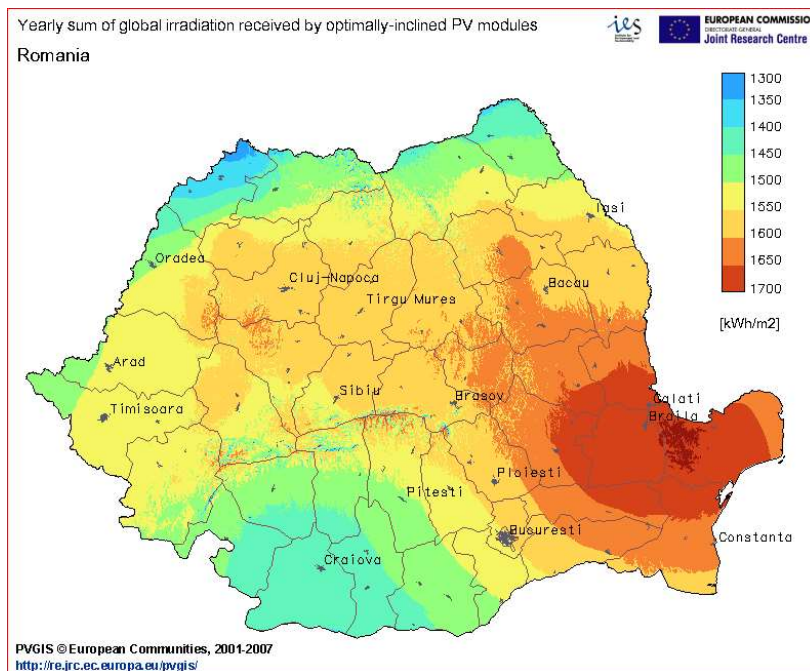 Yearly sum of global irradiation received by optimally-inclined PV modules
Romania
ies
EUROPEAN COMMISSIO
DIRECTORATE-GENERAL
Joint Research Centre
1300
1350
1400
1450
1500
1550
1600
1650
1700
[kWh/m2]
Iasi
Oradea
Cluj-Napoca
Bacau
Tirgu Mures
Arad
Sibiu
Brasov
Galati
Timisoara
Braila
Ploiesti
Pitesti
Bucuresti
Constanta
Craiova
PVGIS © European Communities, 2001-2007
http://re.jrc.ec.europa.eu/pvgis/